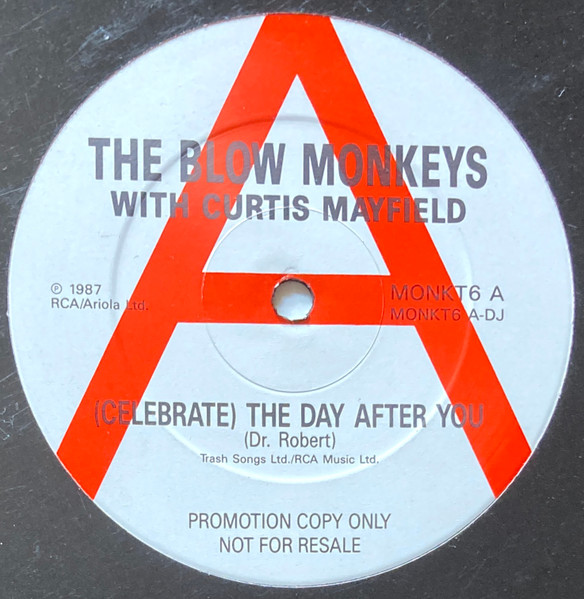 A
THE BLOW MONKEYS
WITH CURTIS MAYFIELD
℗ 1987
RCA/Ariola Ltd.
MONKT6 A
MONKT6 A-DJ
(CELEBRATE) THE DAY AFTER YOU
(Dr. Robert)
Trash Songs Ltd./RCA Music Ltd.
PROMOTION COPY ONLY
NOT FOR RESALE